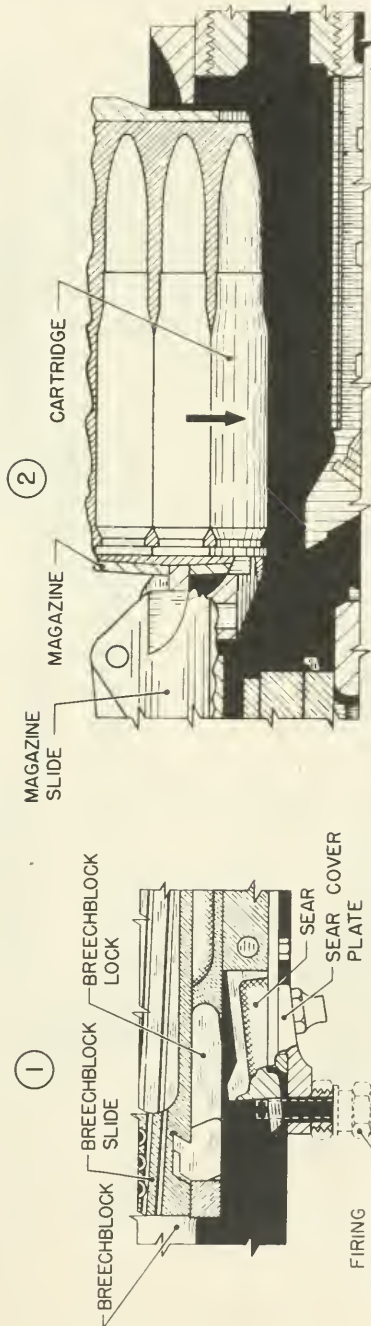 1
BREECHBLOCK
BREECHBLOCK
SLIDE
BREECHBLOCK
LOCK
SEAR
SEAR COVER
PLATE
FIRING
2
MAGAZINE
SLIDE
MAGAZINE
CARTRIDGE